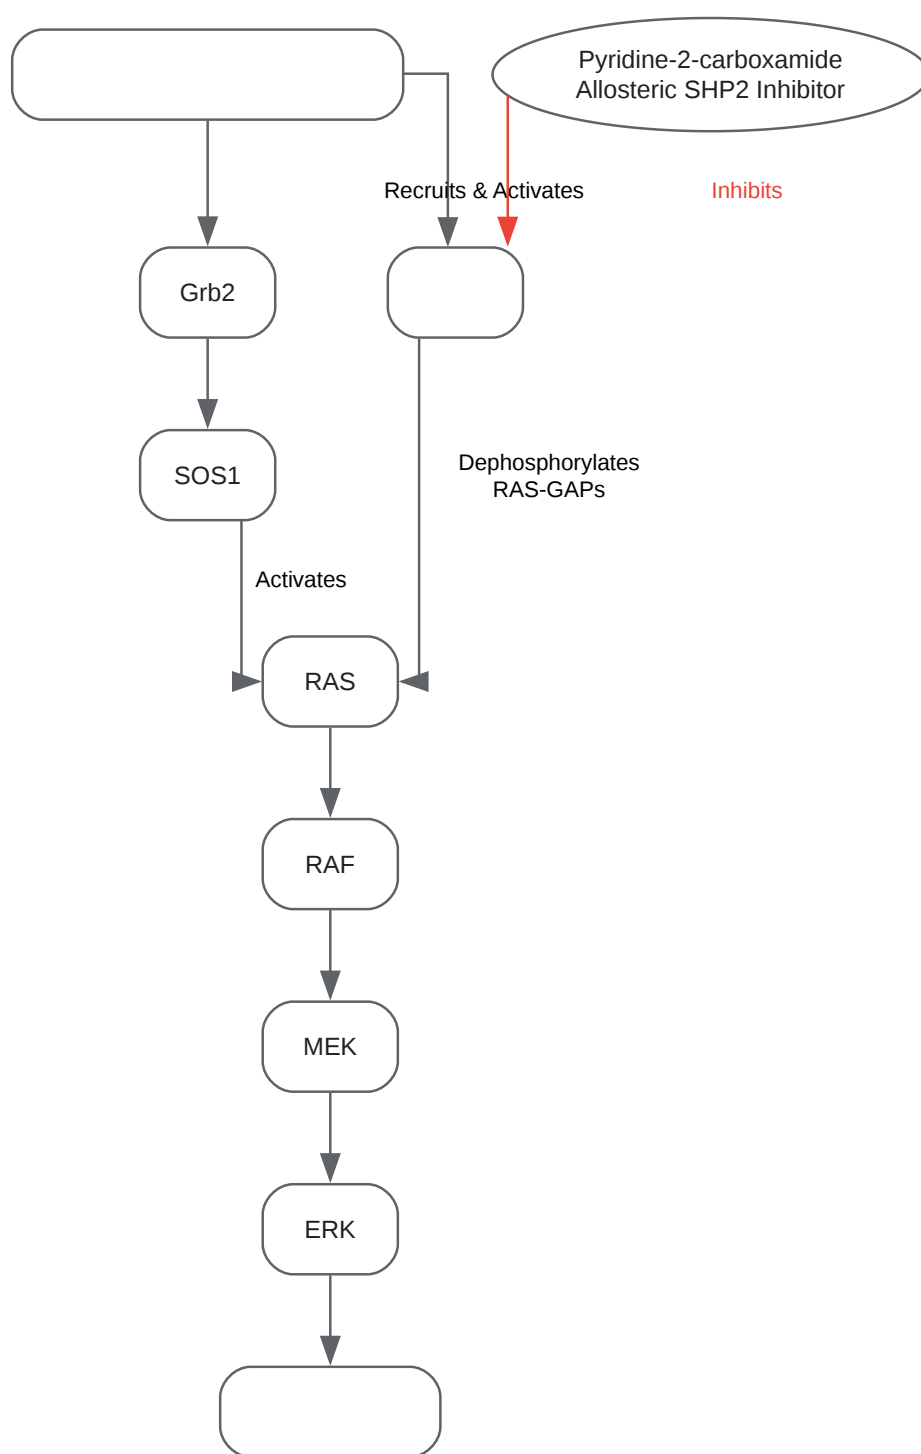 Pyridine-2-carboxamide
Allosteric SHP2 Inhibitor
Recruits & Activates
Inhibits
Grb2
SOS1
Dephosphorylates
RAS-GAPs
Activates
RAS
RAF
MEK
ERK